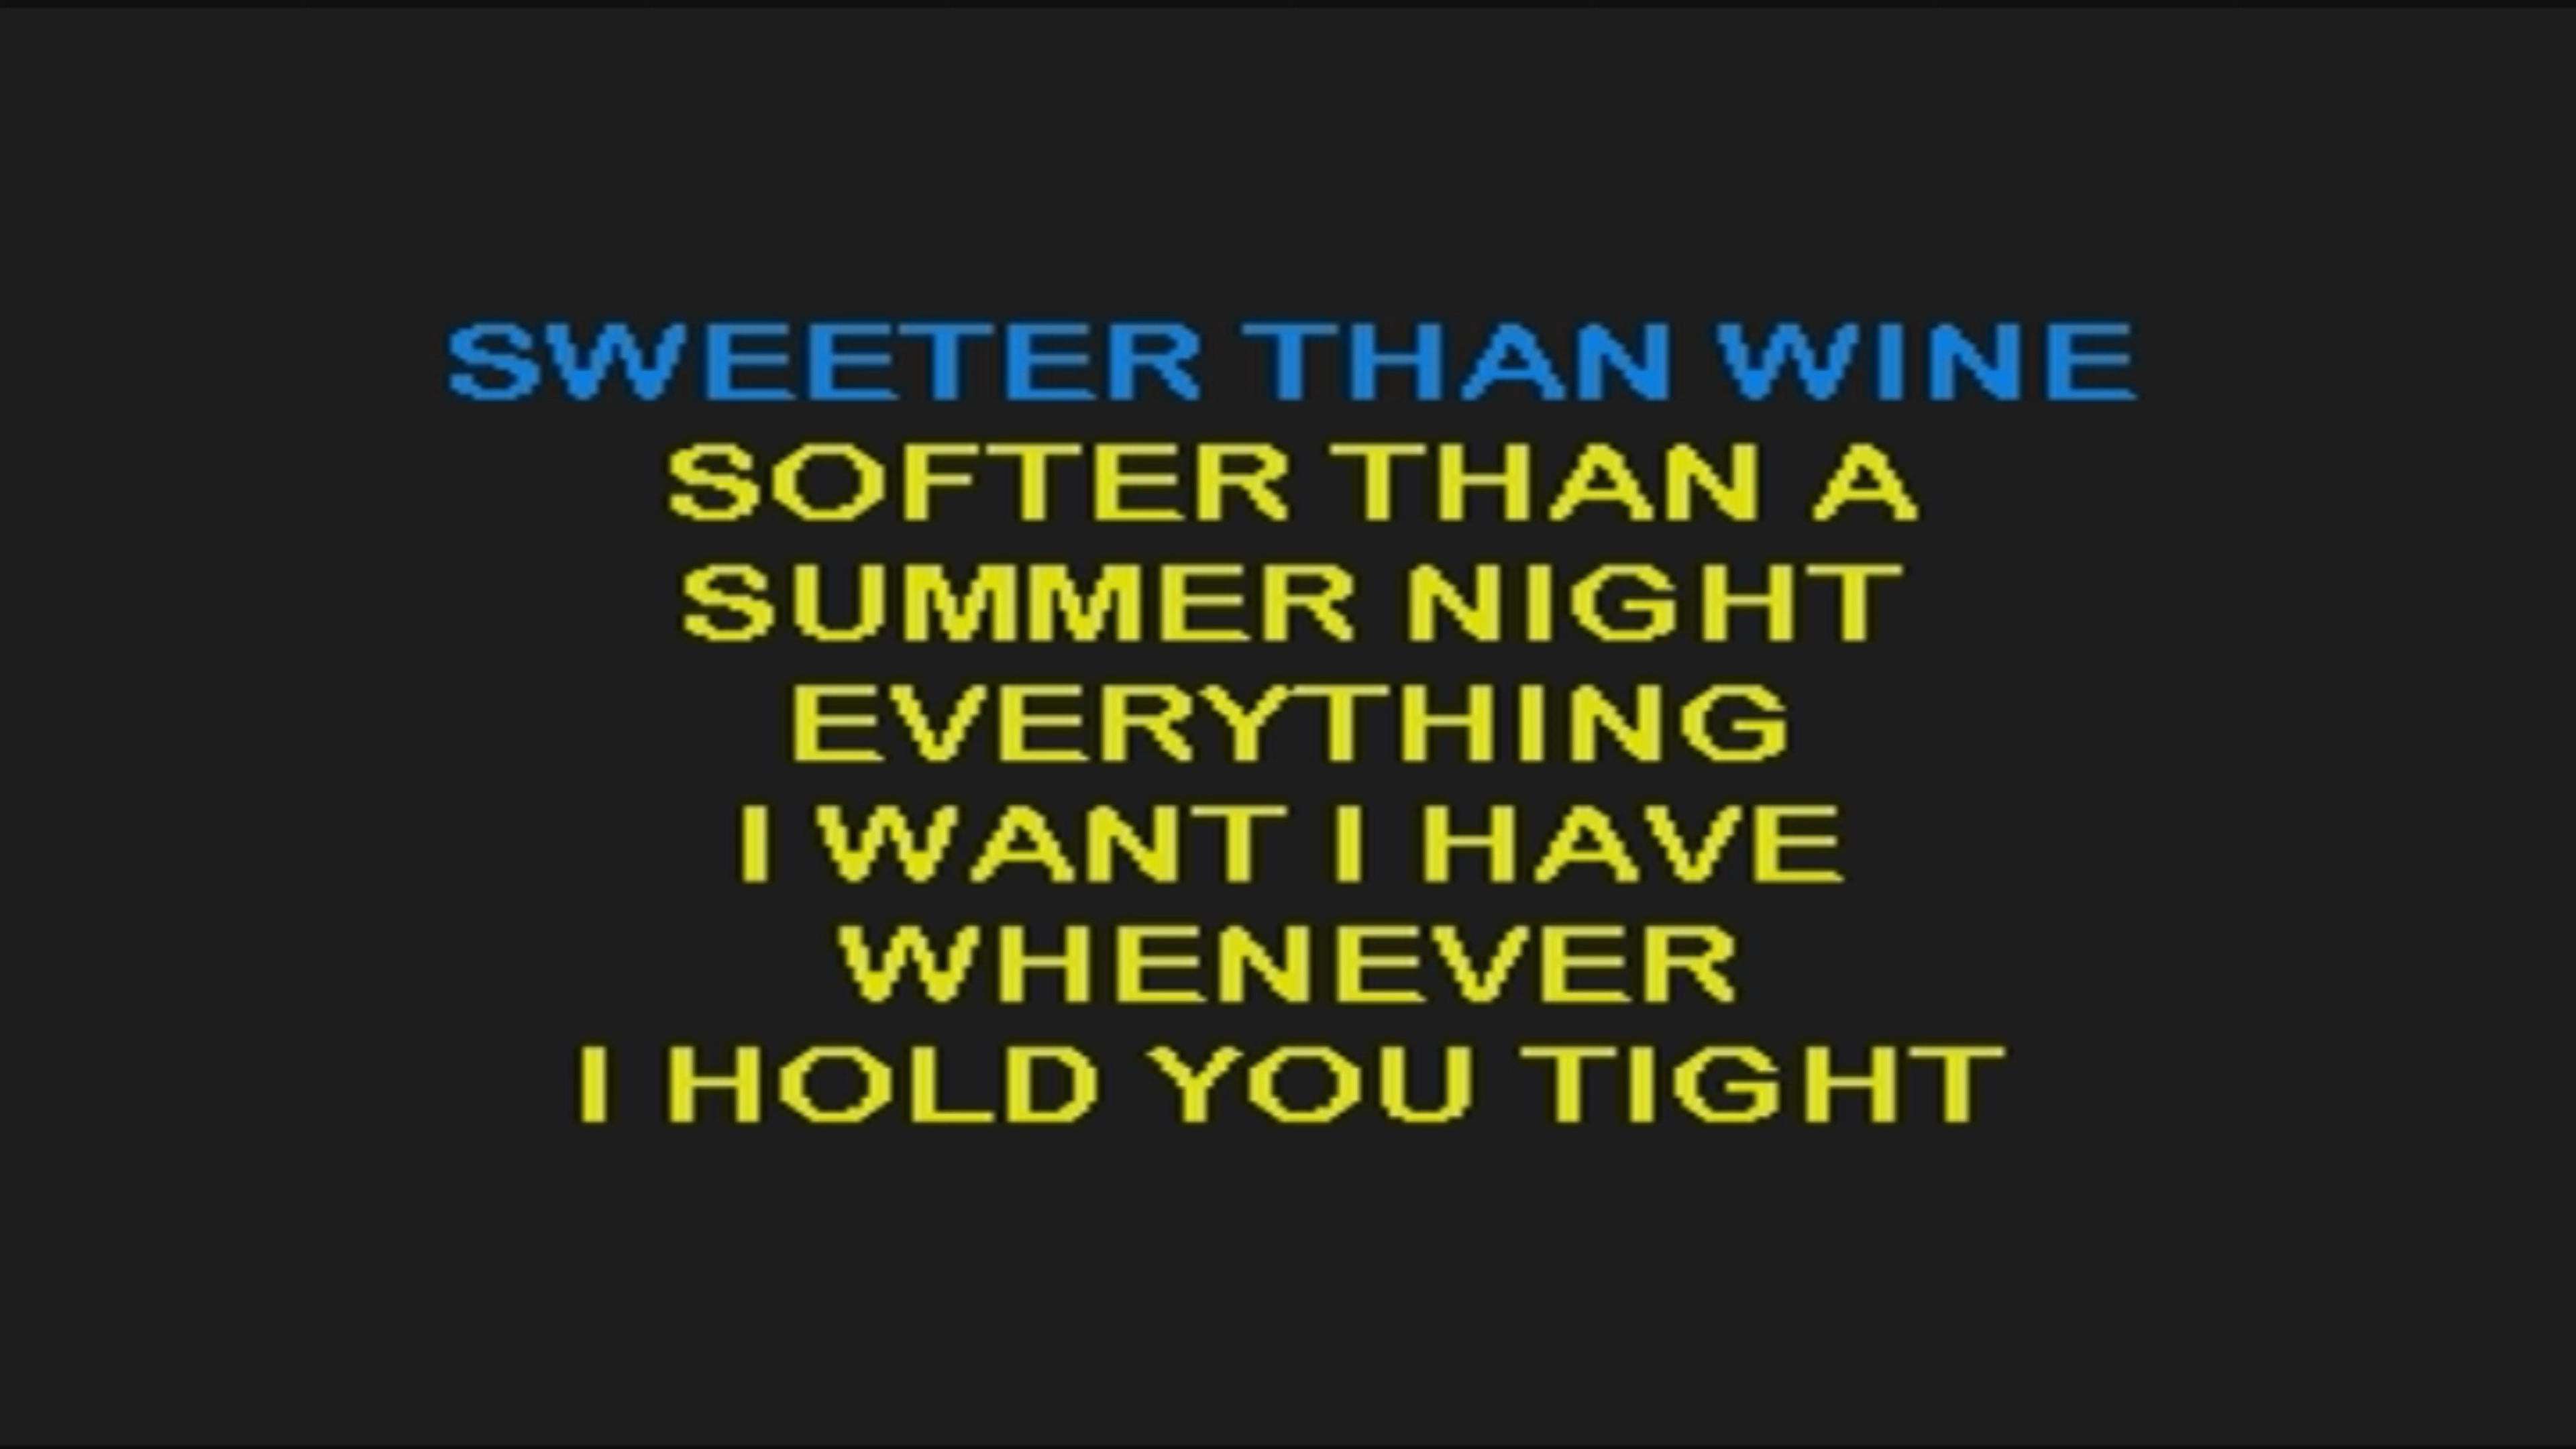 SWEETER THAN WINE
SOFTER THAN A
SUMMER NIGHT
EVERYTHING
I WANT I HAVE
WHENEVER
I HOLD YOU TIGHT